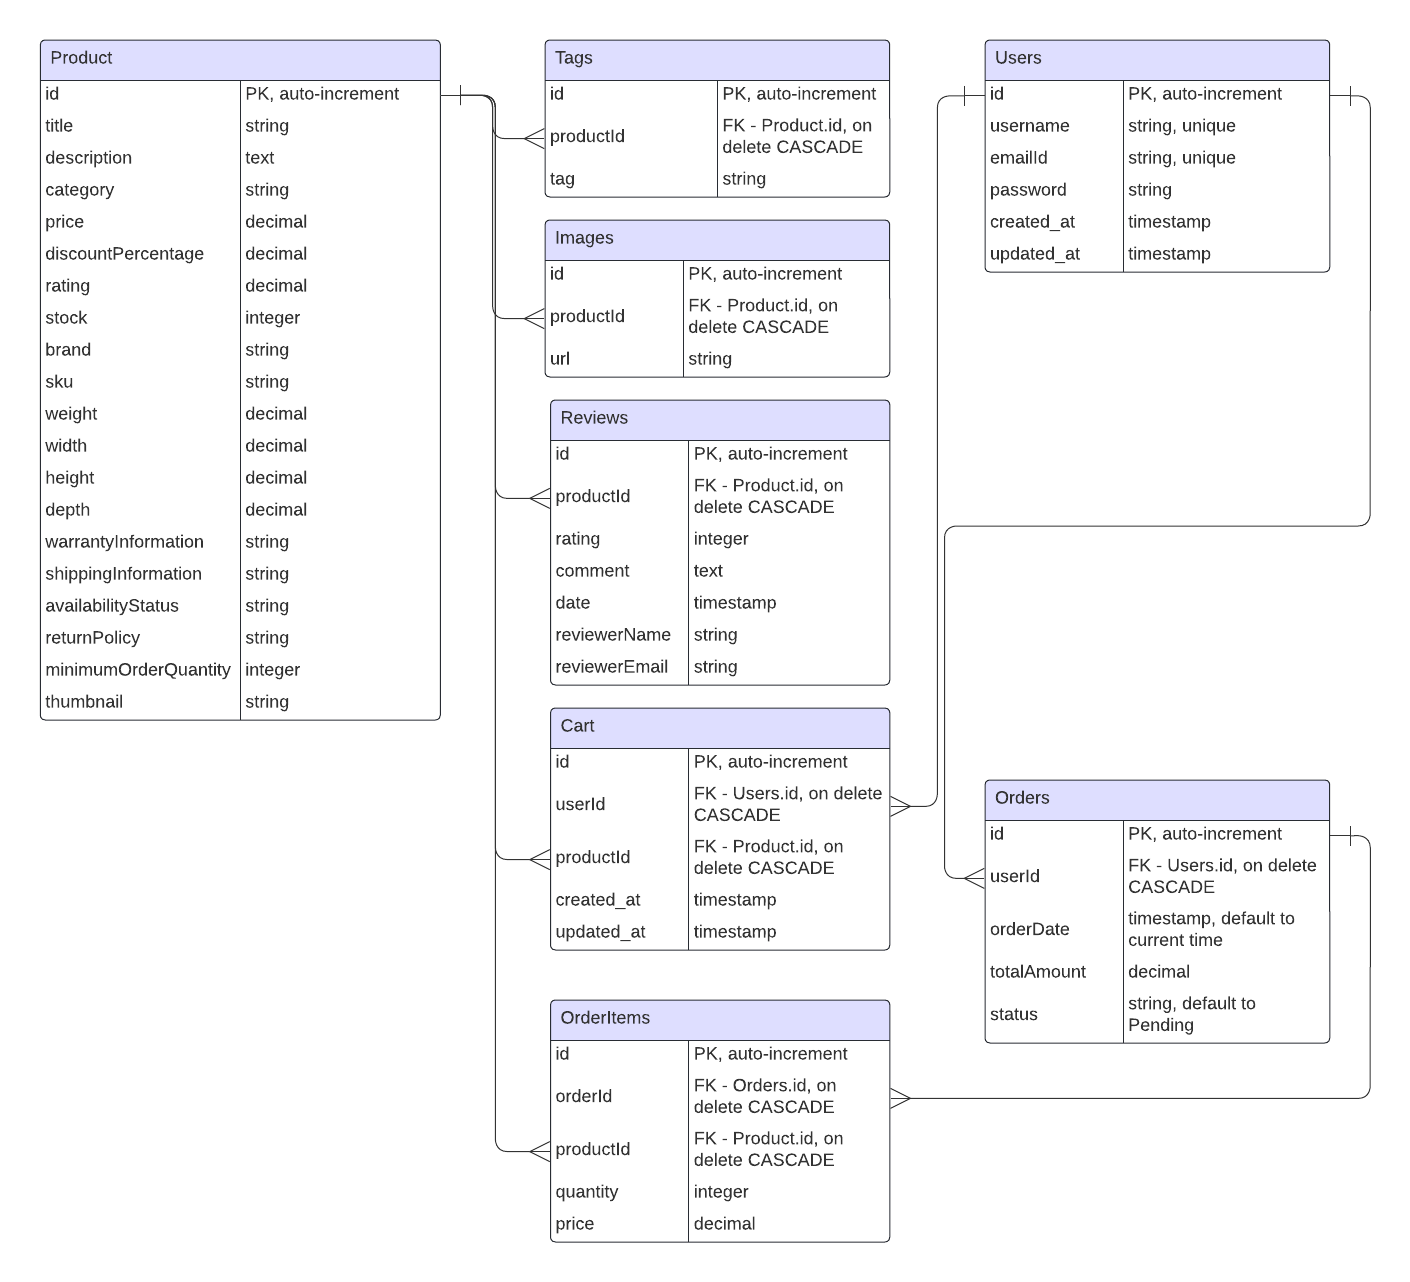 Product
id PK, auto-increment
title string
description text
category string
price decimal
discountPercentage decimal
rating decimal
stock integer
brand string
sku string
weight decimal
width decimal
height decimal
depth decimal
warrantyInformation string
shippingInformation string
availabilityStatus string
returnPolicy string
minimumOrderQuantity integer
thumbnail string
Tags
id PK, auto-increment
productId FK - Product.id, on
delete CASCADE
tag string
Images
id PK, auto-increment
productId FK - Product.id, on
delete CASCADE
url string
Reviews
id PK, auto-increment
productId FK - Product.id, on
delete CASCADE
rating integer
comment text
date timestamp
reviewerName string
reviewerEmail string
Cart
id PK, auto-increment
userId FK - Users.id, on delete
CASCADE
productId FK - Product.id, on
delete CASCADE
created_at timestamp
updated_at timestamp
OrderItems
id PK, auto-increment
orderId FK - Orders.id, on
delete CASCADE
productId FK - Product.id, on
delete CASCADE
quantity integer
price decimal
Users
id PK, auto-increment
username string, unique
emailId string, unique
password string
created_at timestamp
updated_at timestamp
Orders
id PK, auto-increment
userId FK - Users.id, on delete
CASCADE
orderDate timestamp, default to
current time
totalAmount decimal
status string, default to
Pending